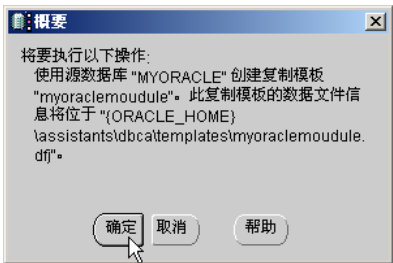 概要
将要执行以下操作:
使用源数据库 "MYORACLE" 创建复制模板
"myoraclemoudule"。此复制模板的数据文件信
息将位于 "{ORACLE_HOME}
\assistants\dbca\templates\myoraclemoudule.
dfj"。
确定 取消 帮助